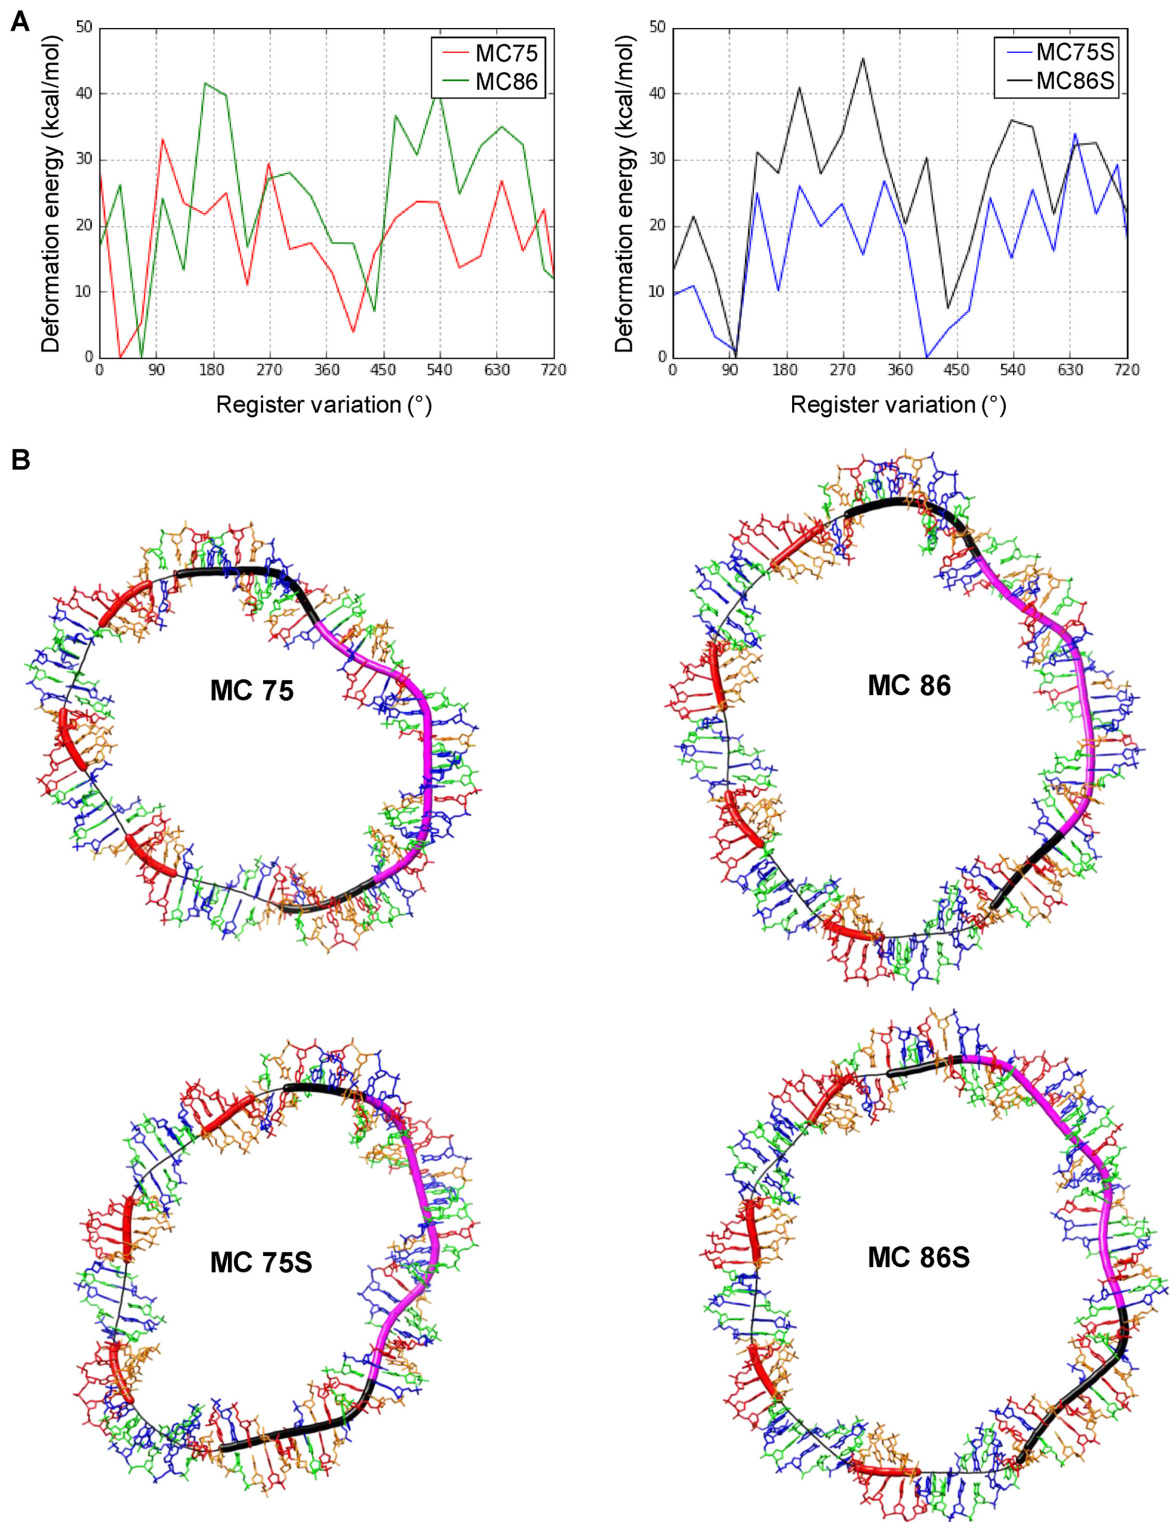 A
Deformation energy (kcal/mol)
50
40
30
20
10
0
MC75
MC86
0 90 180 270 360 450 540 630 720
Register variation (°)
Deformation energy (kcal/mol)
50
40
30
20
10
0
MC75S
MC86S
0 90 180 270 360 450 540 630 720
Register variation (°)
B
MC 75
MC 86
MC 75S
MC 86S